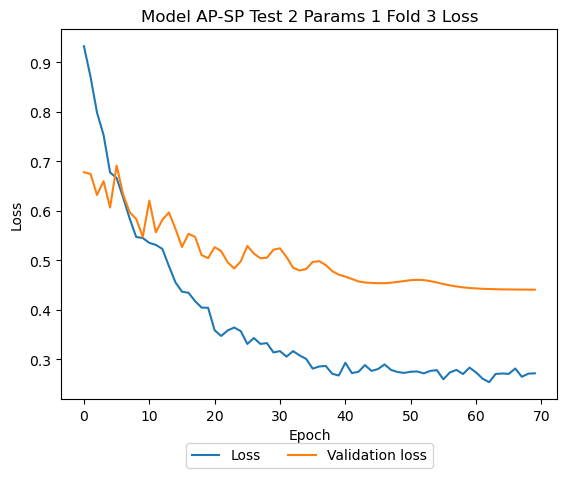 Model AP-SP Test 2 Params 1 Fold 3 Loss
0.9
0.8
0.7
0.6
0.5
0.4
0.3
Loss
0 10 20 30 40 50 60 70
Epoch
Loss Validation loss